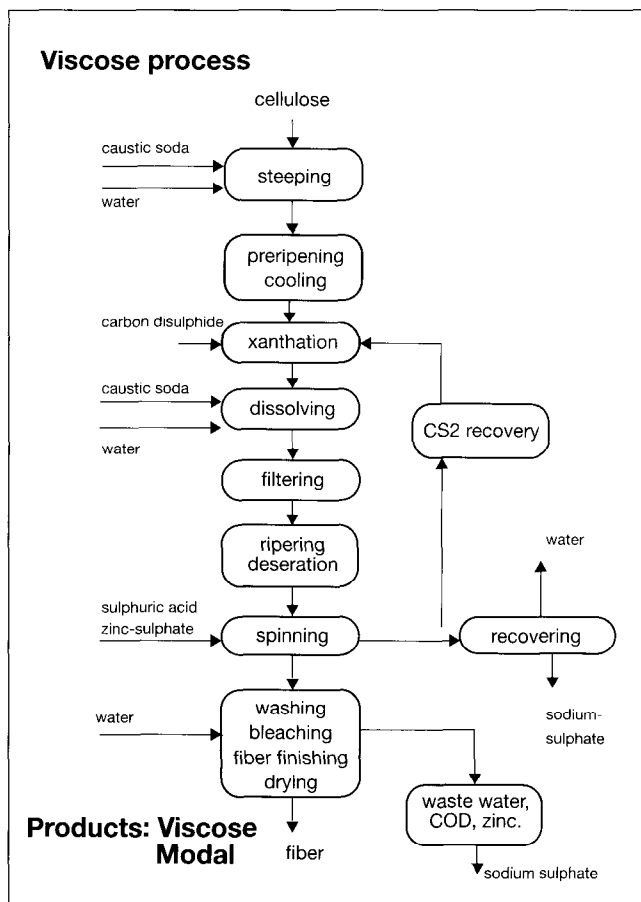 Viscose process
cellulose
caustic soda
steeping
water
preripening
cooling
carbon disulphide
xanthation
caustic soda
dissolving
water
CS2 recovery
filtering
ripering
deseration
water
sulphuric acid
zinc-sulphate
spinning
recovering
sodium-
sulphate
water
washing
bleaching
fiber finishing
drying
waste water,
COD, zinc.
Products: Viscose
Modal
fiber
sodium sulphate